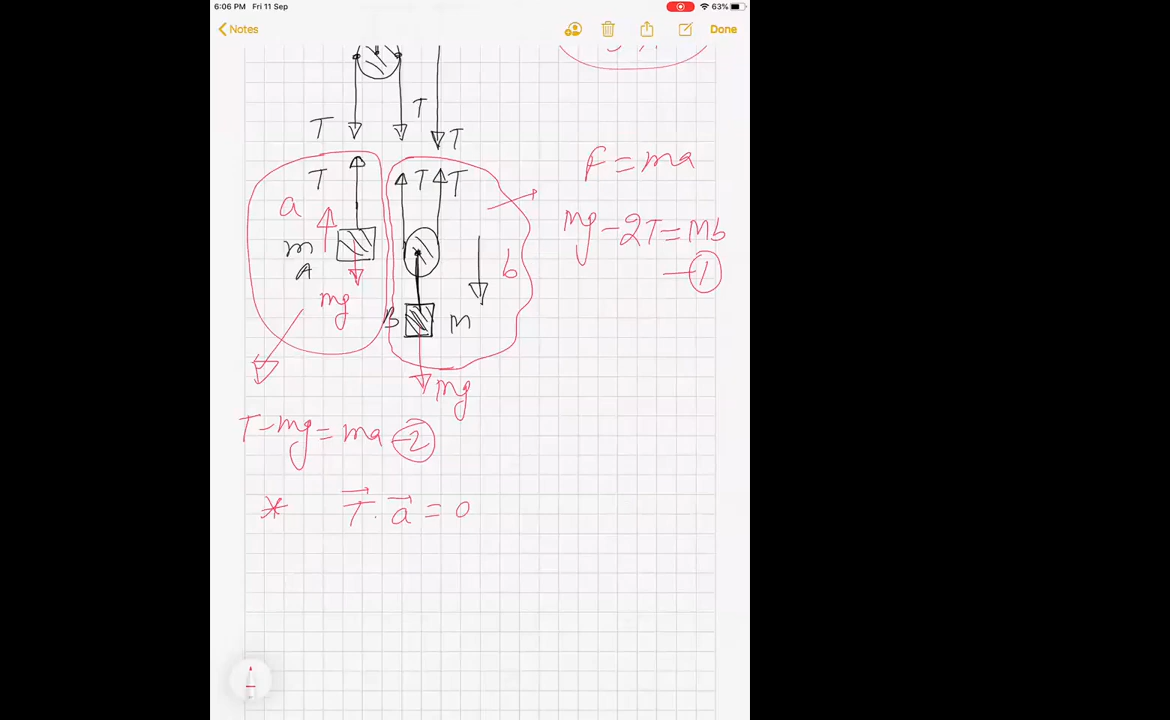 6:06 PM Fri 11 Sep
63%
Notes
Done
T
T
T
T
T T
a
m
A
mg
b
B
M
Mg
F = ma
Mg - 2T = Mb
- 1
T - mg = ma - 2
* T⃗ . a⃗ = 0